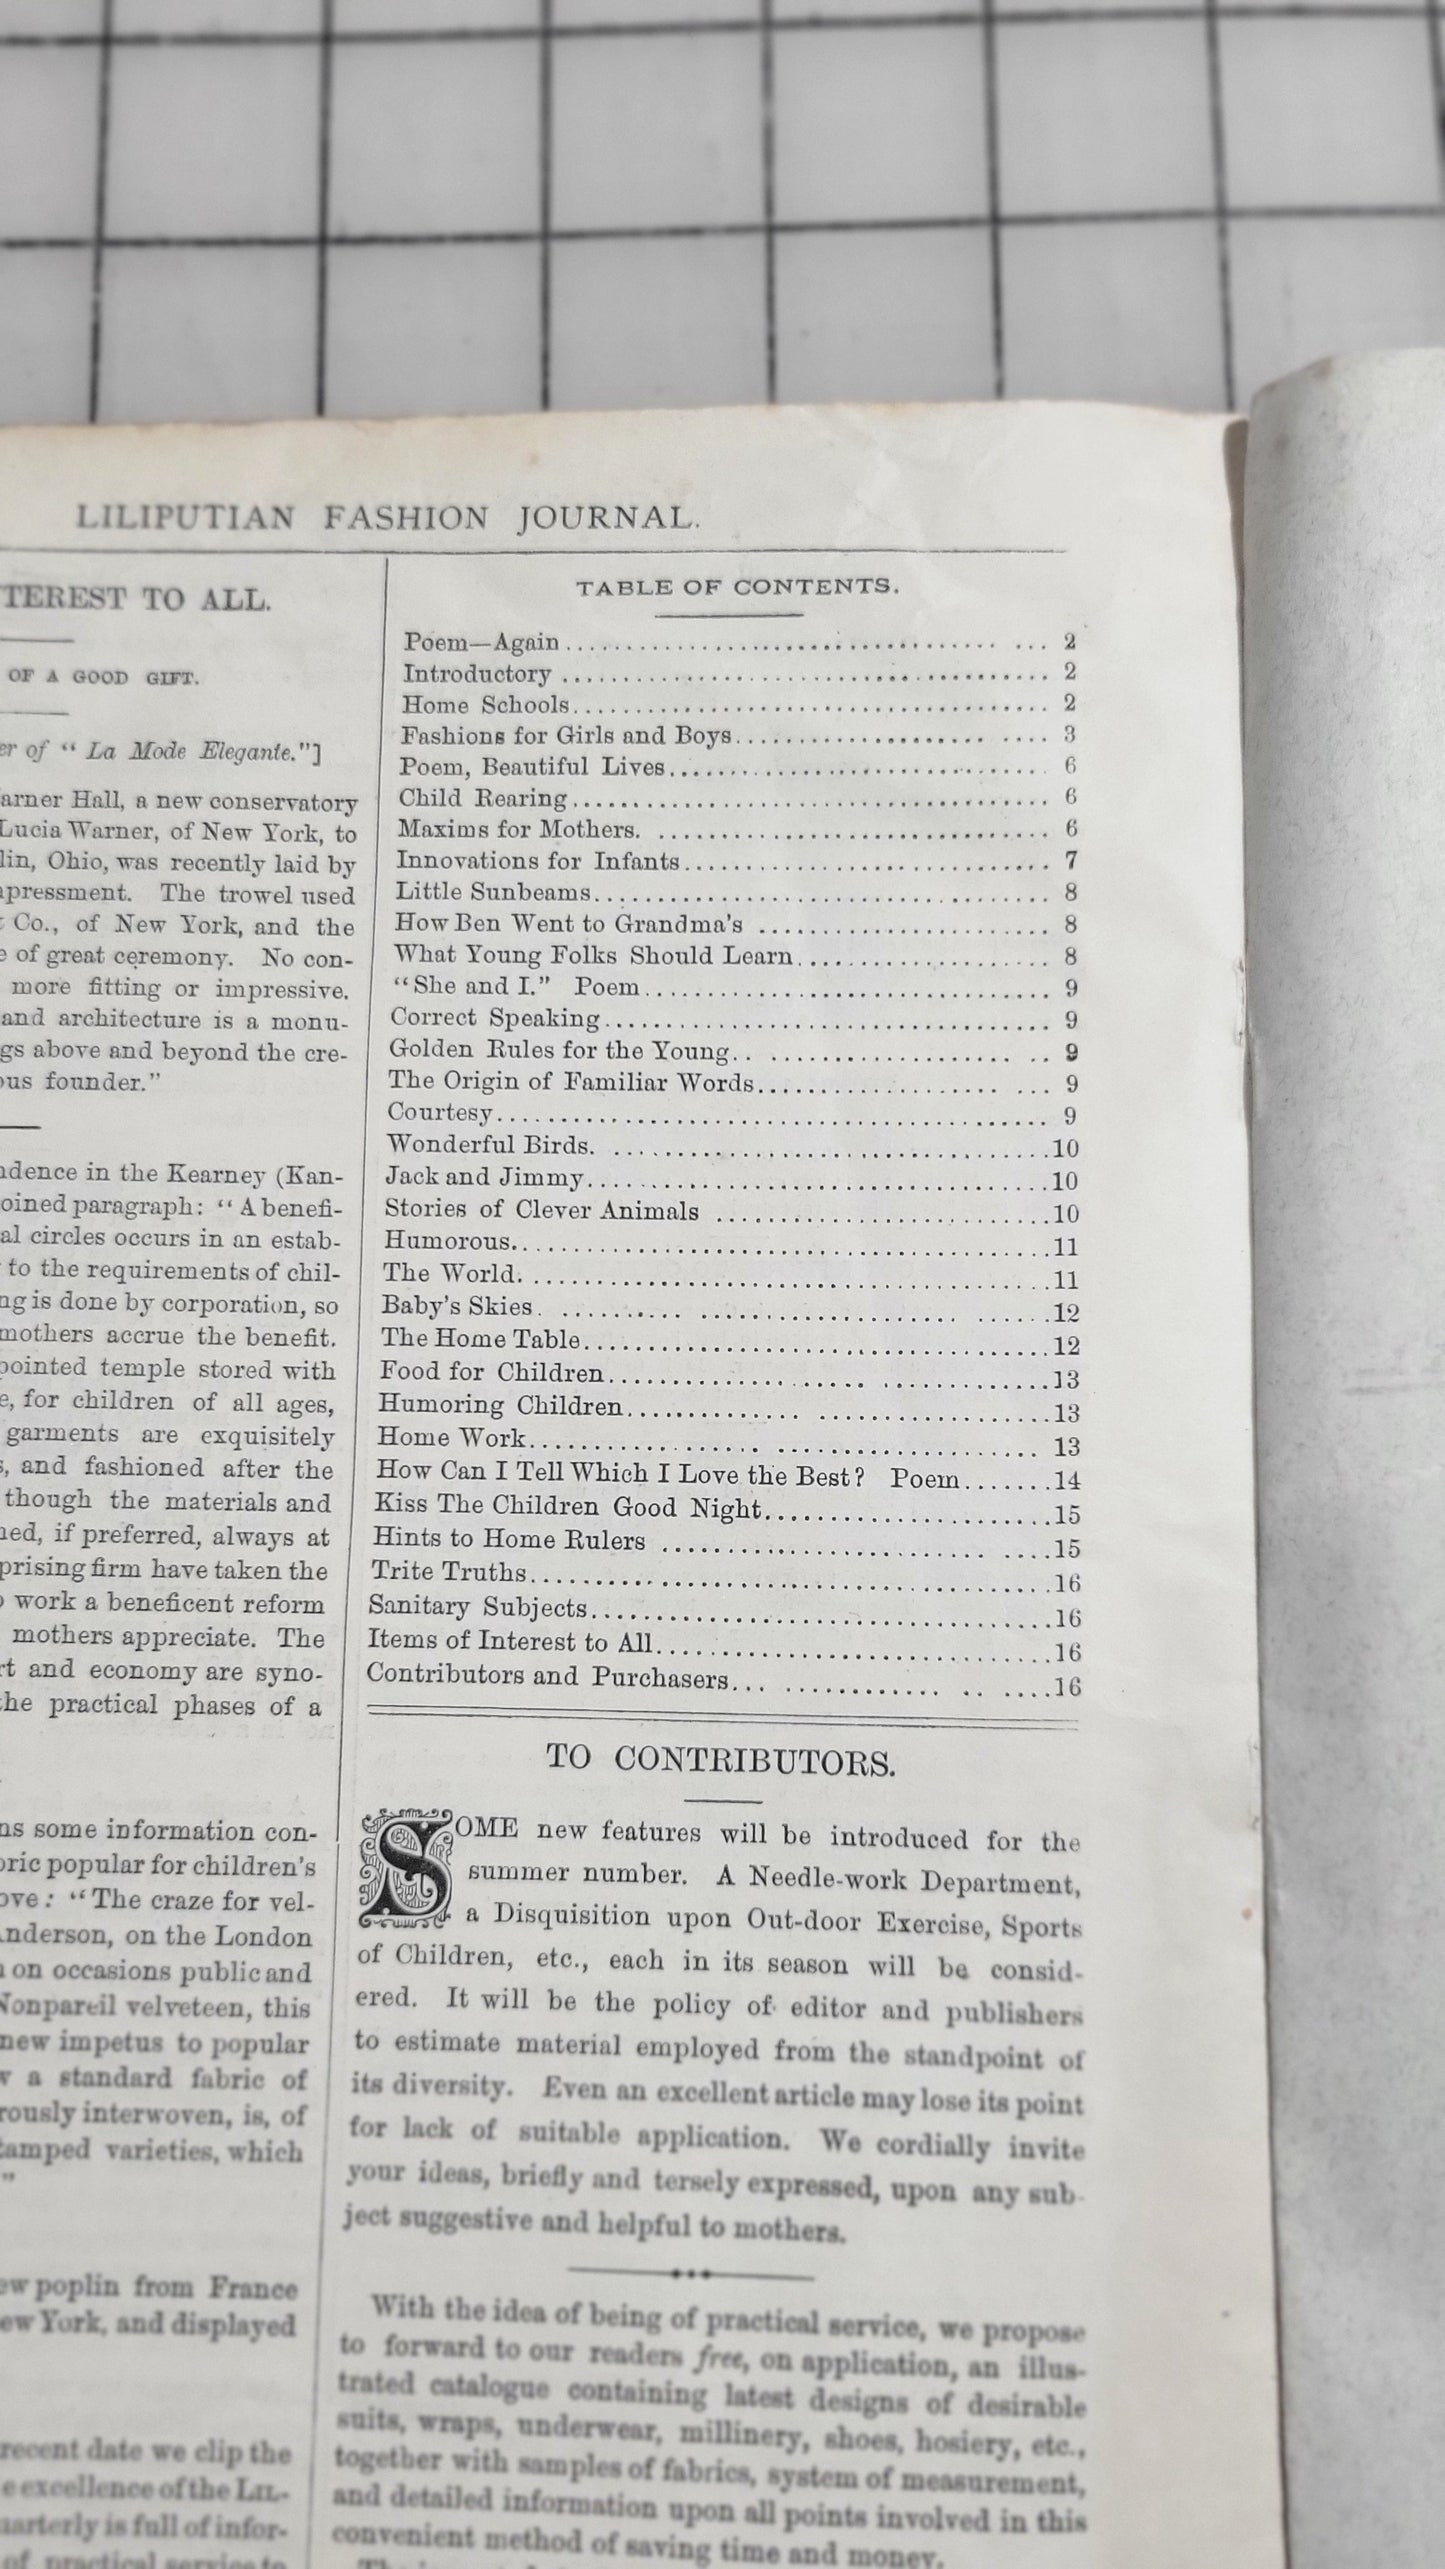 LILIPUTIAN FASHION JOURNAL.
TEREST TO ALL.
OF A GOOD GIFT.
er of "La Mode Elegante."]
arner Hall, a new conservatory
Lucia Warner, of New York, to
lin, Ohio, was recently laid by
pressment. The trowel used
Co., of New York, and the
e of great ceremony. No con-
more fitting or impressive.
and architecture is a monu-
gs above and beyond the cre-
ous founder."
ndence in the Kearney (Kan-
oined paragraph: "A benefi-
al circles occurs in an estab-
to the requirements of chil-
ng is done by corporation, so
mothers accrue the benefit.
pointed temple stored with
e, for children of all ages,
garments are exquisitely
s, and fashioned after the
though the materials and
ned, if preferred, always at
prising firm have taken the
o work a beneficent reform
mothers appreciate. The
rt and economy are syno-
the practical phases of a
ns some information con-
oric popular for children's
ove: "The craze for vel-
Anderson, on the London
n on occasions public and
Nonpareil velveteen, this
new impetus to popular
w a standard fabric of
rously interwoven, is, of
tamped varieties, which
"
ew poplin from France
ew York, and displayed
recent date we clip the
e excellence of the LIL-
uarterly is full of infor-
of practical service to
TABLE OF CONTENTS.
Poem—Again........................................ ... 2
Introductory ........................................ 2
Home Schools........................................ 2
Fashions for Girls and Boys...................... .... 3
Poem, Beautiful Lives................................ 6
Child Rearing........................................ 6
Maxims for Mothers. ................................. 6
Innovations for Infants.............................. 7
Little Sunbeams...................................... 8
How Ben Went to Grandma's ........................... 8
What Young Folks Should Learn........................ 8
"She and I." Poem.................................... 9
Correct Speaking..................................... 9
Golden Rules for the Young.. ...................... .. 9
The Origin of Familiar Words.................... ... 9
Courtesy............................................. 9
Wonderful Birds. ....................................10
Jack and Jimmy.......................................10
Stories of Clever Animals ...........................10
Humorous.............................................11
The World. ..........................................11
Baby's Skies. .......... ..................... ......12
The Home Table.......................................12
Food for Children...................... .............13
Humoring Children............... ....................13
Home Work.................... ....................... 13
How Can I Tell Which I Love the Best? Poem.......14
Kiss The Children Good Night.........................15
Hints to Home Rulers ........................... ....15
Trite Truths.........................................16
Sanitary Subjects....................................16
Items of Interest to All.............................16
Contributors and Purchasers... ............. .. ....16
TO CONTRIBUTORS.
SOME new features will be introduced for the
summer number. A Needle-work Department,
a Disquisition upon Out-door Exercise, Sports
of Children, etc., each in its season will be consid-
ered. It will be the policy of editor and publishers
to estimate material employed from the standpoint of
its diversity. Even an excellent article may lose its point
for lack of suitable application. We cordially invite
your ideas, briefly and tersely expressed, upon any sub-
ject suggestive and helpful to mothers.
With the idea of being of practical service, we propose
to forward to our readers free, on application, an illus-
trated catalogue containing latest designs of desirable
suits, wraps, underwear, millinery, shoes, hosiery, etc.,
together with samples of fabrics, system of measurement,
and detailed information upon all points involved in this
convenient method of saving time and money.